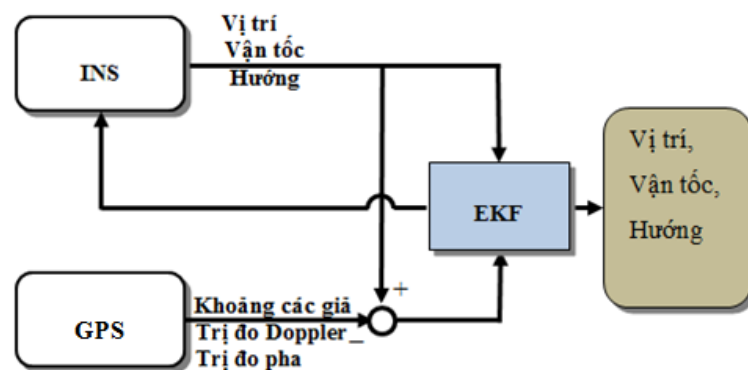 Vị trí
Vận tốc
Hướng
INS
Vị trí,
Vận tốc,
Hướng
EKF
+
Khoảng các giả
GPS
Trị đo Doppler _
Trị đo pha